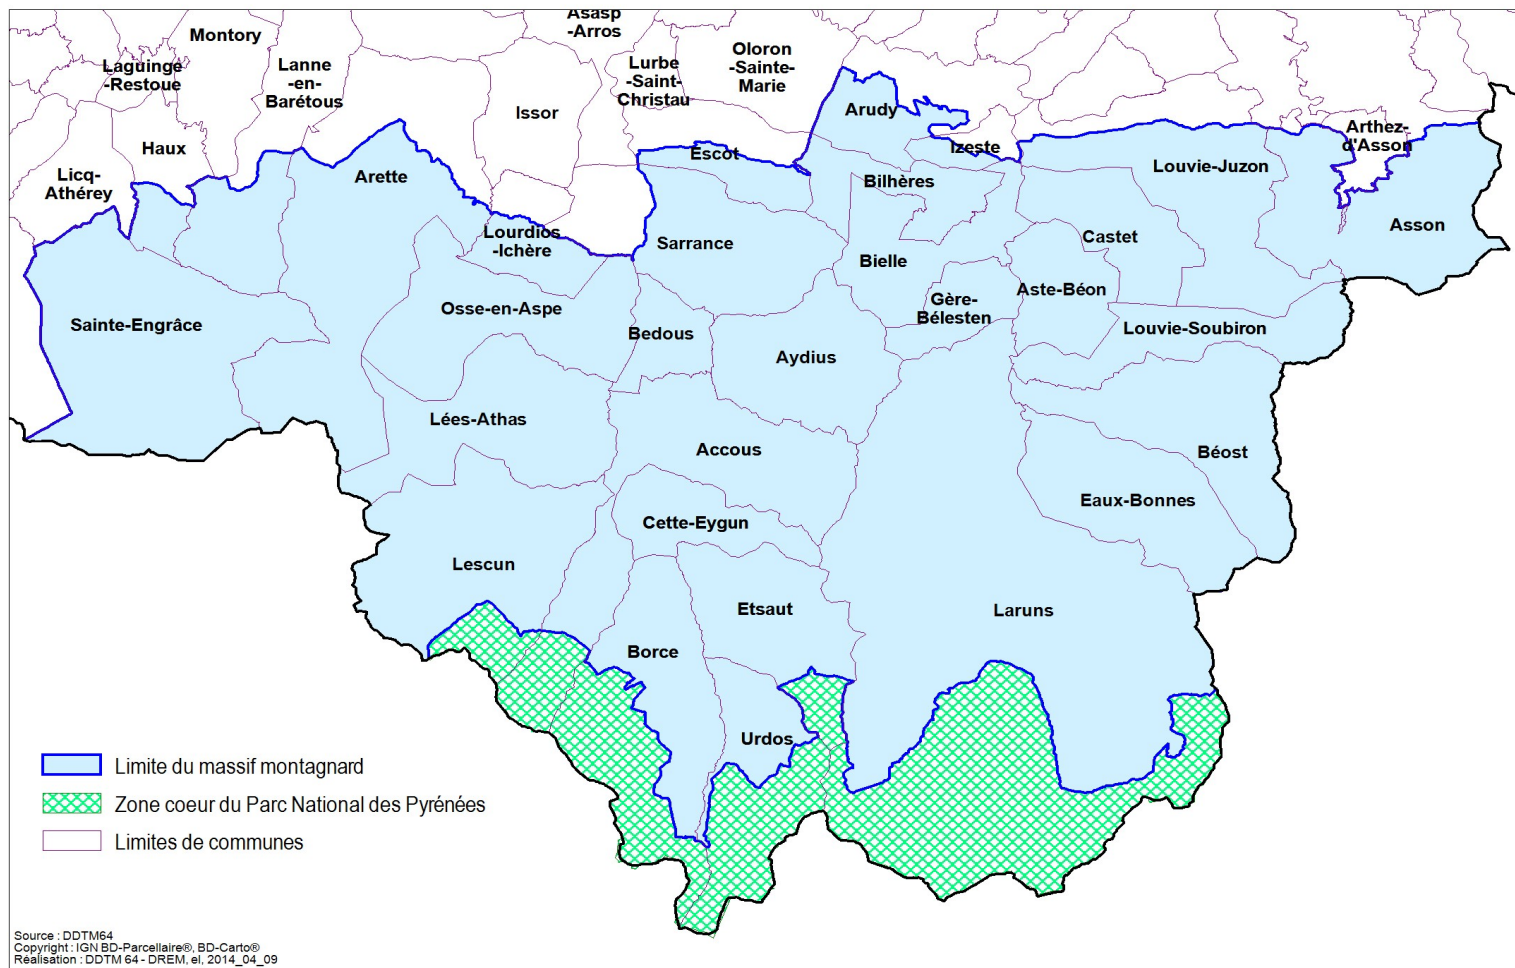 Asasp
-Arros
Montory
Laguinge
-Restoue
Lanne
-en-
Barétous
Lurbe
-Saint-
Christau
Oloron
-Sainte-
Marie
Issor
Arudy
Haux
Escot
Izeste
Arthez-
d'Asson
Licq-
Athérey
Arette
Bilhères
Louvie-Juzon
Lourdios
-Ichère
Sarrance
Castet
Asson
Bielle
Sainte-Engrâce
Osse-en-Aspe
Gère-
Bélesten
Aste-Béon
Bedous
Louvie-Soubiron
Aydius
Lées-Athas
Accous
Béost
Eaux-Bonnes
Cette-Eygun
Lescun
Etsaut
Laruns
Borce
Urdos
Limite du massif montagnard
Zone coeur du Parc National des Pyrénées
Limites de communes
Source : DDTM64
Copyright : IGN BD-Parcellaire®, BD-Carto®
Réalisation : DDTM 64 - DREM, el, 2014_04_09